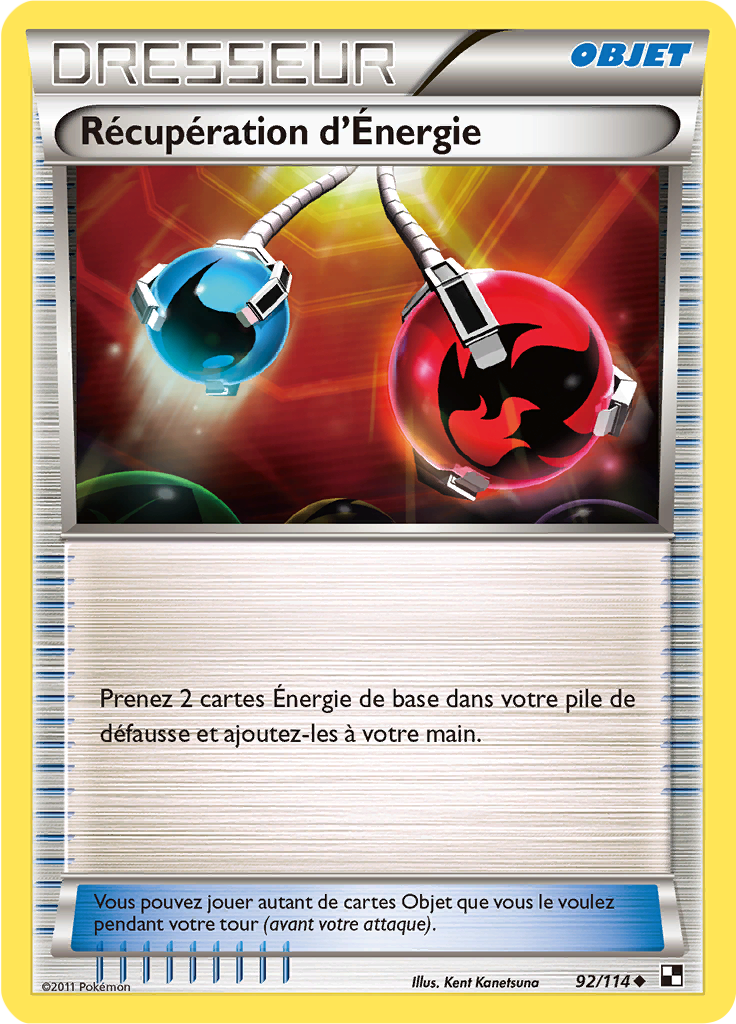 DRESSEUR
OBJET
Récupération d'Énergie
Prenez 2 cartes Énergie de base dans votre pile de
défausse et ajoutez-les à votre main.
Vous pouvez jouer autant de cartes Objet que vous le voulez
pendant votre tour (avant votre attaque).
©2011 Pokémon
Illus. Kent Kanetsuna
92/114